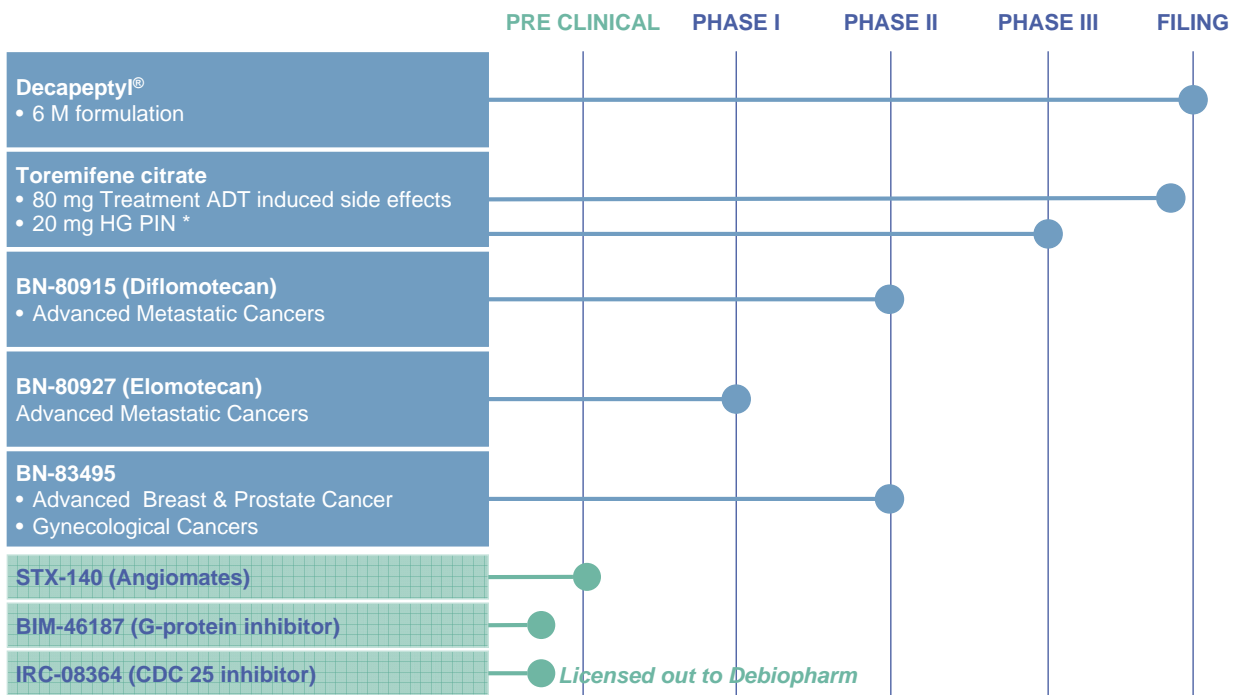 PRE CLINICAL PHASE I PHASE II PHASE III FILING
Decapeptyl®
• 6 M formulation
Toremifene citrate
• 80 mg Treatment ADT induced side effects
• 20 mg HG PIN *
BN-80915 (Diflomotecan)
• Advanced Metastatic Cancers
BN-80927 (Elomotecan)
Advanced Metastatic Cancers
BN-83495
• Advanced Breast & Prostate Cancer
• Gynecological Cancers
STX-140 (Angiomates)
BIM-46187 (G-protein inhibitor)
IRC-08364 (CDC 25 inhibitor) Licensed out to Debiopharm